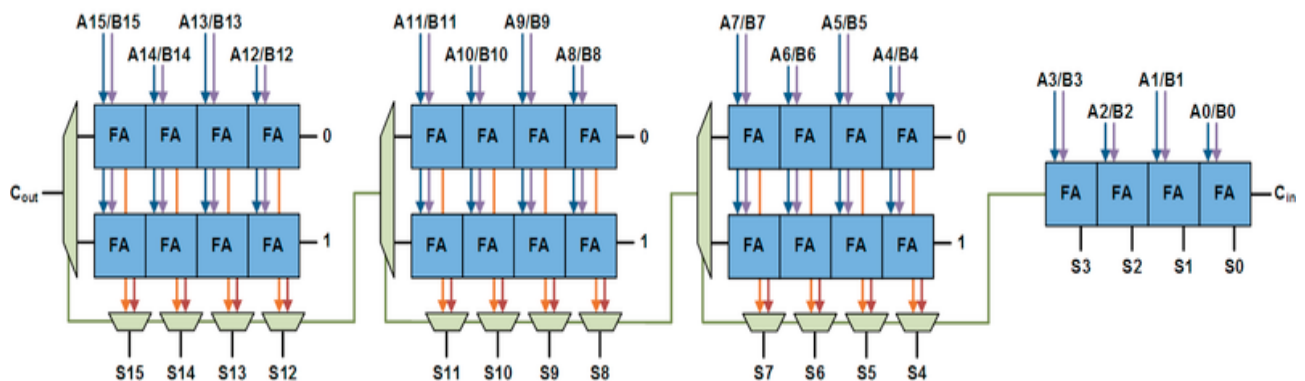 A15/B15 A13/B13 A11/B11 A9/B9 A7/B7 A5/B5
A14/B14 A12/B12 A10/B10 A8/B8 A6/B6 A4/B4
A3/B3 A1/B1
A2/B2 A0/B0
FA FA FA FA 0 FA FA FA FA 0 FA FA FA FA 0
Cout FA FA FA FA Cin
FA FA FA FA 1 FA FA FA FA 1 FA FA FA FA 1
S3 S2 S1 S0
S15 S14 S13 S12 S11 S10 S9 S8 S7 S6 S5 S4